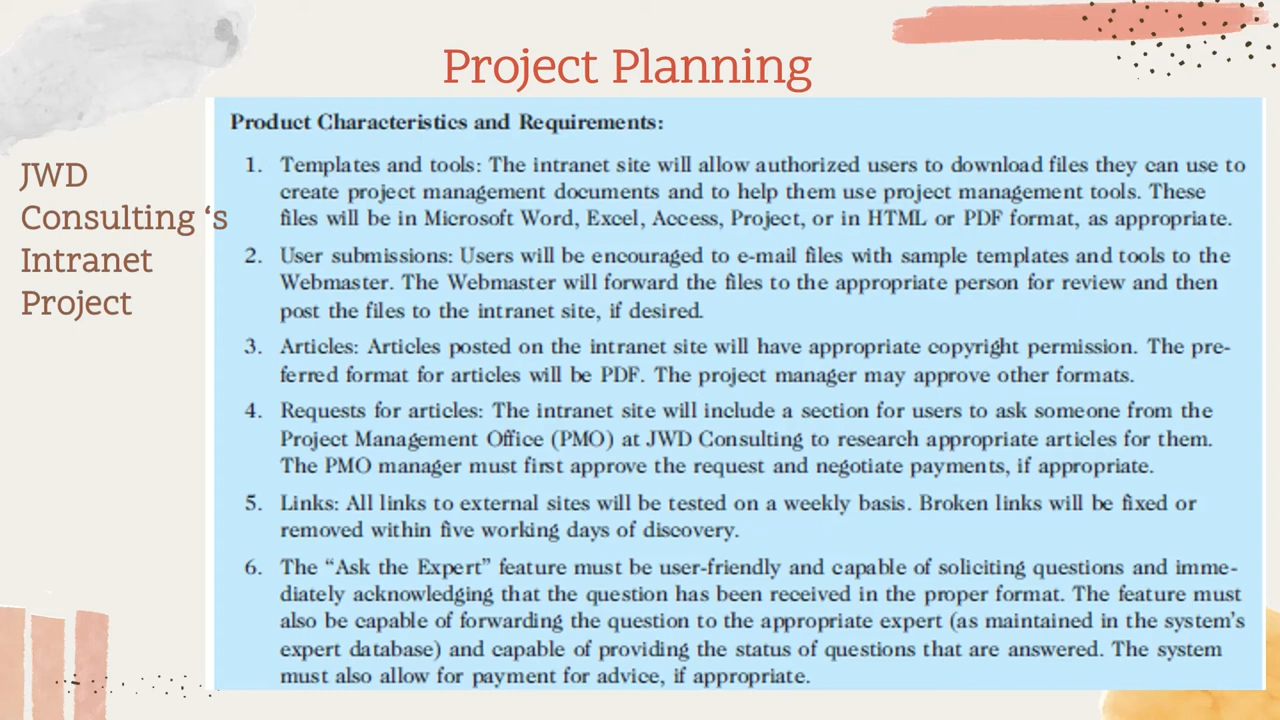 Project Planning
JWD
Consulting ‘s
Intranet
Project
Product Characteristics and Requirements:
1. Templates and tools: The intranet site will allow authorized users to download files they can use to
create project management documents and to help them use project management tools. These
files will be in Microsoft Word, Excel, Access, Project, or in HTML or PDF format, as appropriate.
2. User submissions: Users will be encouraged to e-mail files with sample templates and tools to the
Webmaster. The Webmaster will forward the files to the appropriate person for review and then
post the files to the intranet site, if desired.
3. Articles: Articles posted on the intranet site will have appropriate copyright permission. The pre-
ferred format for articles will be PDF. The project manager may approve other formats.
4. Requests for articles: The intranet site will include a section for users to ask someone from the
Project Management Office (PMO) at JWD Consulting to research appropriate articles for them.
The PMO manager must first approve the request and negotiate payments, if appropriate.
5. Links: All links to external sites will be tested on a weekly basis. Broken links will be fixed or
removed within five working days of discovery.
6. The “Ask the Expert” feature must be user-friendly and capable of soliciting questions and imme-
diately acknowledging that the question has been received in the proper format. The feature must
also be capable of forwarding the question to the appropriate expert (as maintained in the system’s
expert database) and capable of providing the status of questions that are answered. The system
must also allow for payment for advice, if appropriate.